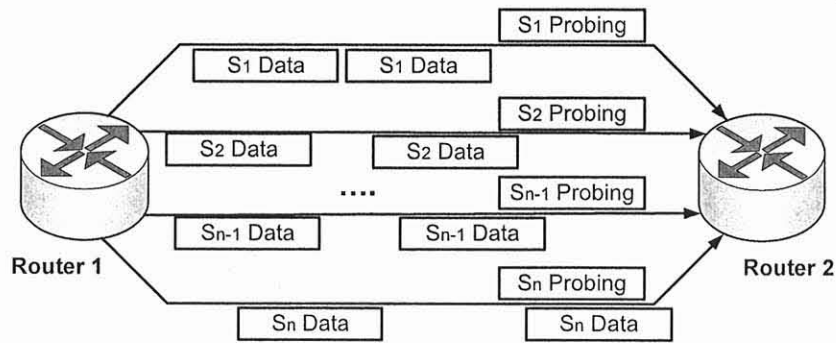 S1 Probing
S1 Data S1 Data
S2 Probing
S2 Data S2 Data
.... Sn-1 Probing
Sn-1 Data Sn-1 Data
Router 1 Router 2
Sn Probing
Sn Data Sn Data